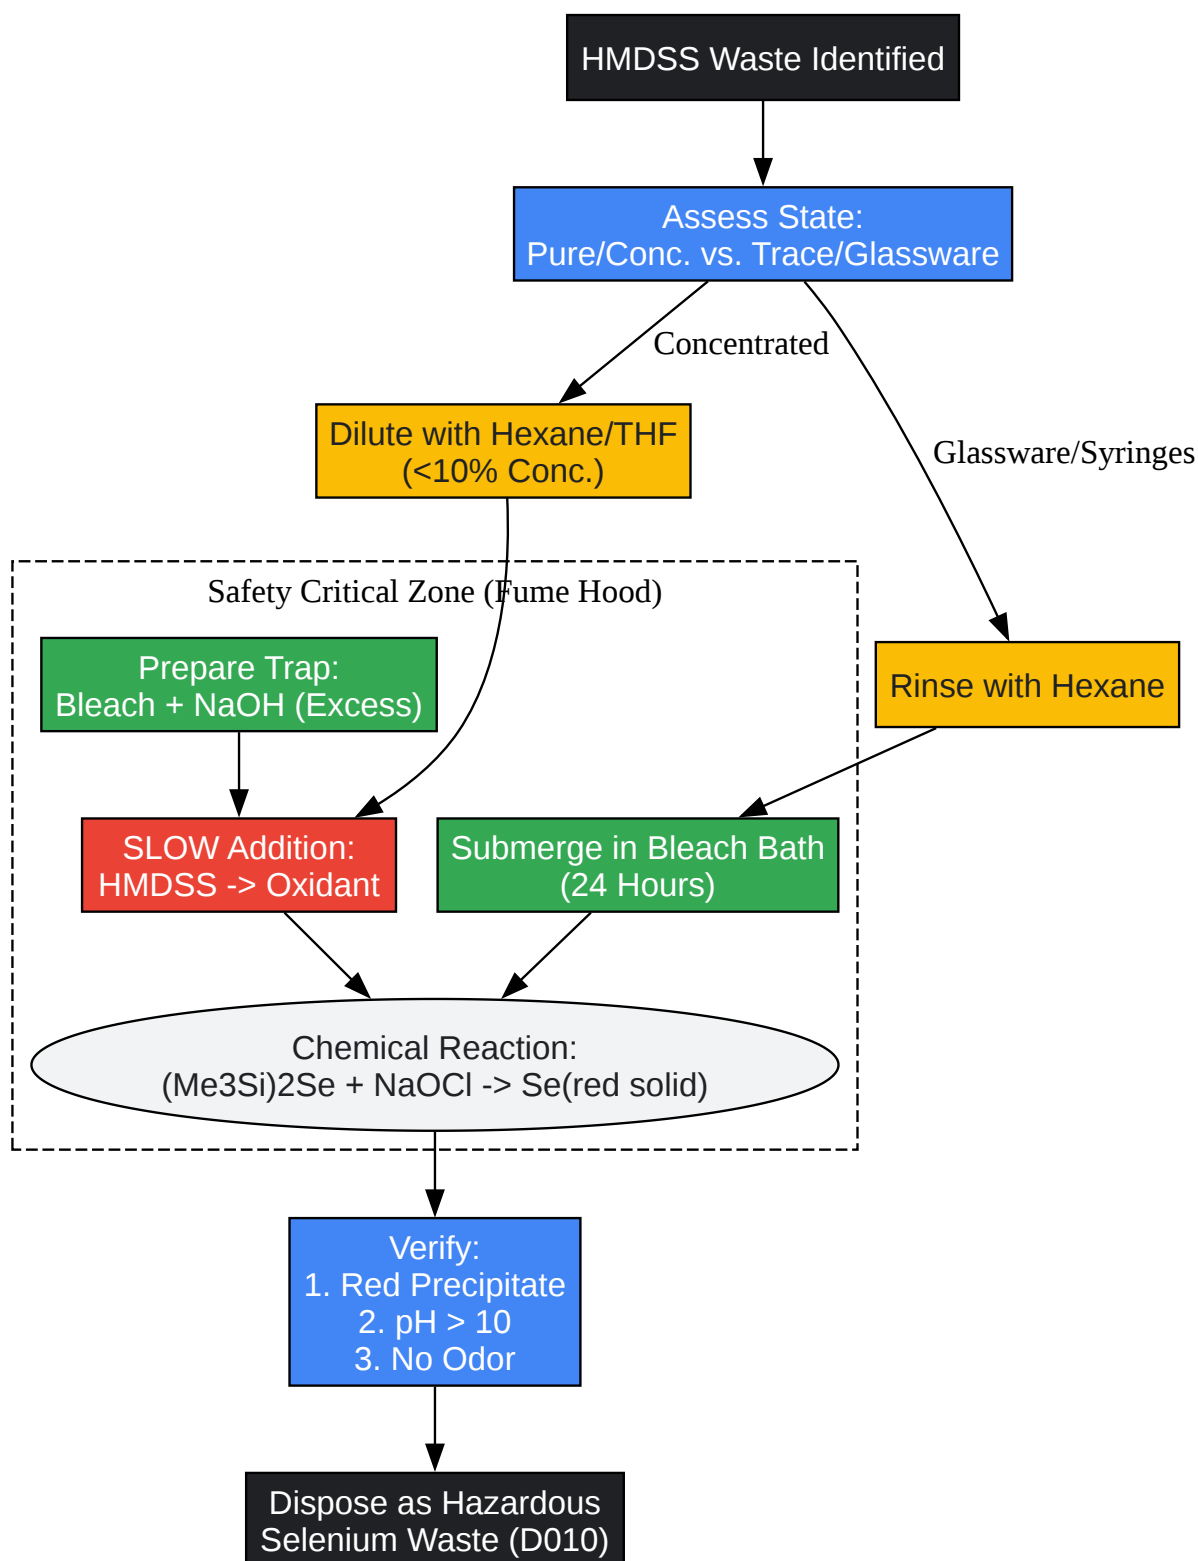 HMDSS Waste Identified
Assess State:
Pure/Conc. vs. Trace/Glassware
Concentrated
Glassware/Syringes
Dilute with Hexane/THF
(<10% Conc.)
Safety Critical Zone (Fume Hood)
Prepare Trap:
Bleach + NaOH (Excess)
Rinse with Hexane
SLOW Addition:
HMDSS -> Oxidant
Submerge in Bleach Bath
(24 Hours)
Chemical Reaction:
(Me3Si)2Se + NaOCl -> Se(red solid)
Verify:
1. Red Precipitate
2. pH > 10
3. No Odor
Dispose as Hazardous
Selenium Waste (D010)